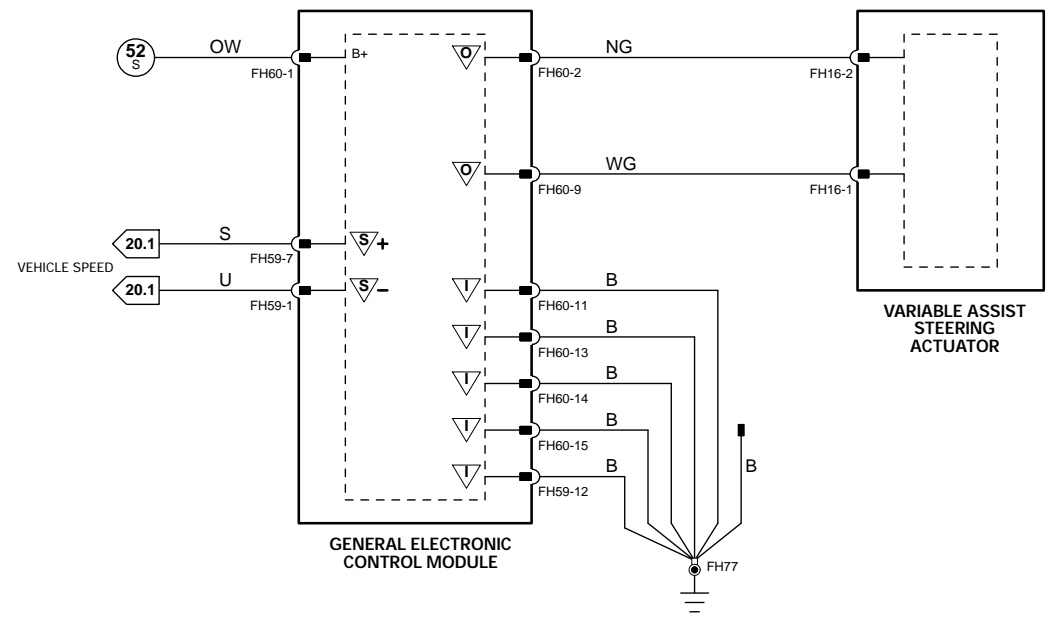 52
S
OW
FH60-1
B+
O
FH60-2
NG
FH16-2
O
FH60-9
WG
FH16-1
VEHICLE SPEED
20.1
S
FH59-7
S +
20.1
U
FH59-1
S –
I
FH60-11
B
I
FH60-13
B
I
FH60-14
B
I
FH60-15
B
I
FH59-12
B
B
FH77
GENERAL ELECTRONIC
CONTROL MODULE
VARIABLE ASSIST
STEERING
ACTUATOR